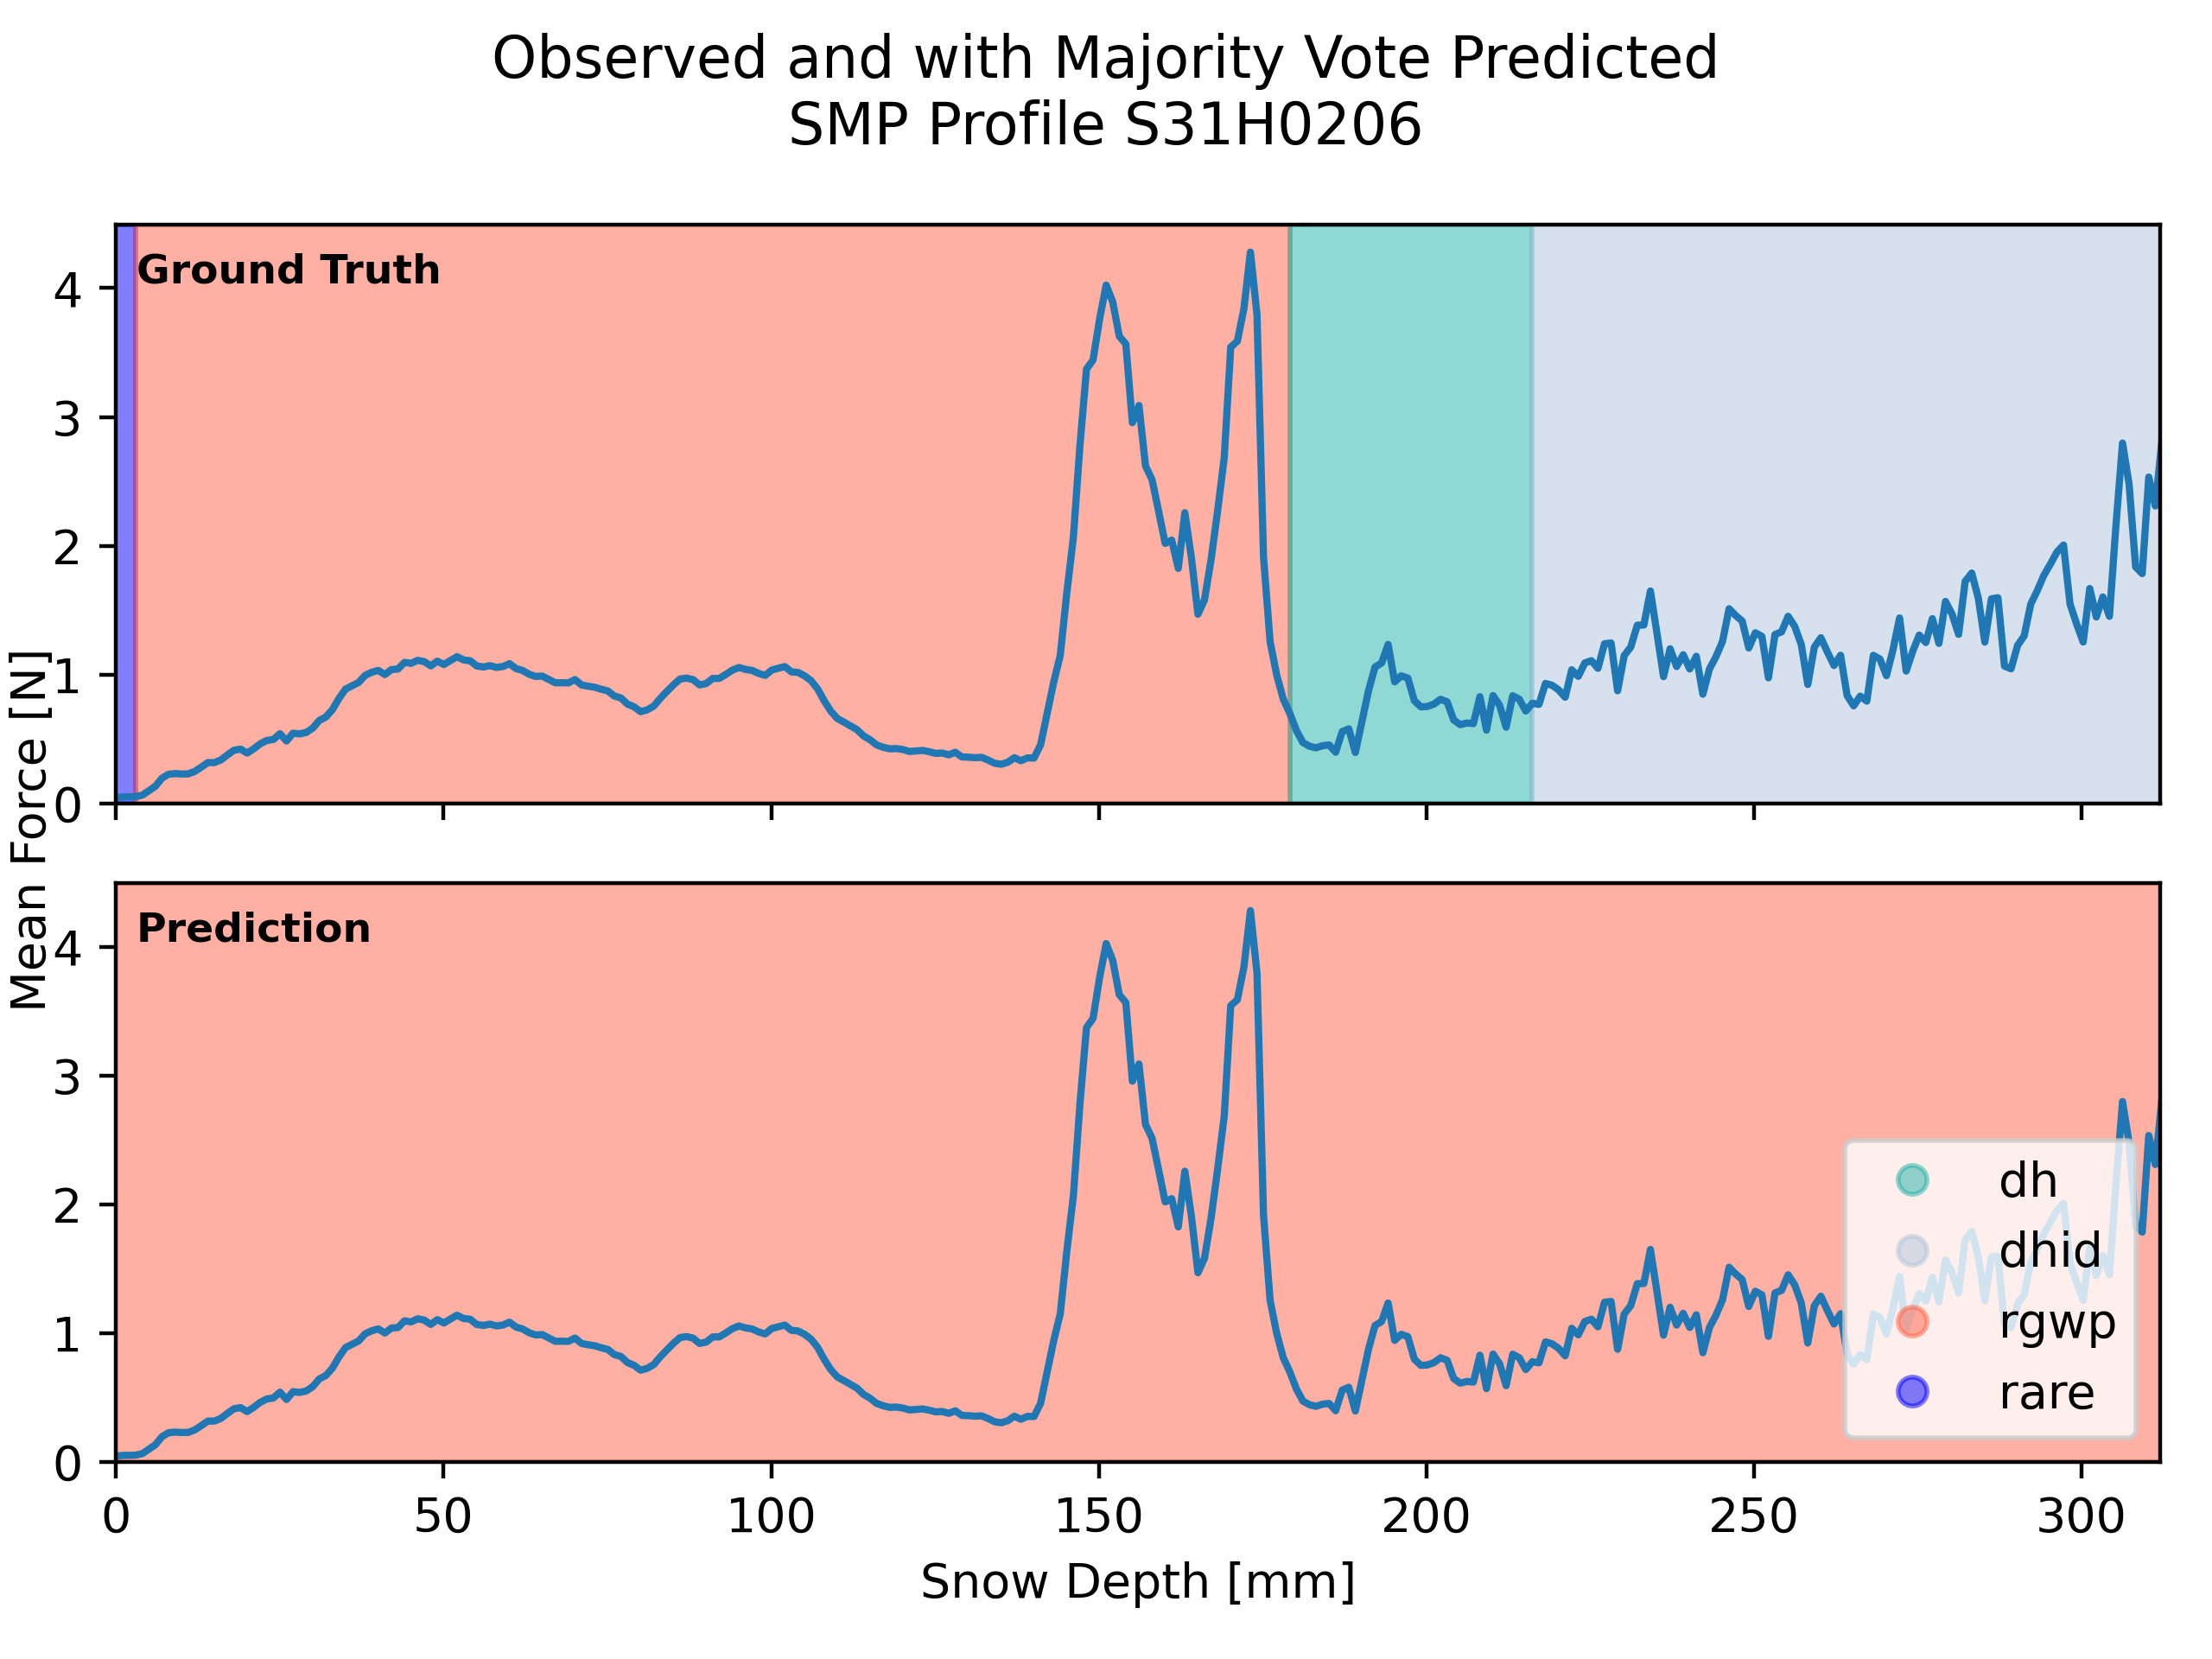 Observed and with Majority Vote Predicted
SMP Profile S31H0206
Ground Truth
4
3
2
1
0
Mean Force [N]
Prediction
4
3
2
1
0
dh
dhid
rgwp
rare
0 50 100 150 200 250 300
Snow Depth [mm]